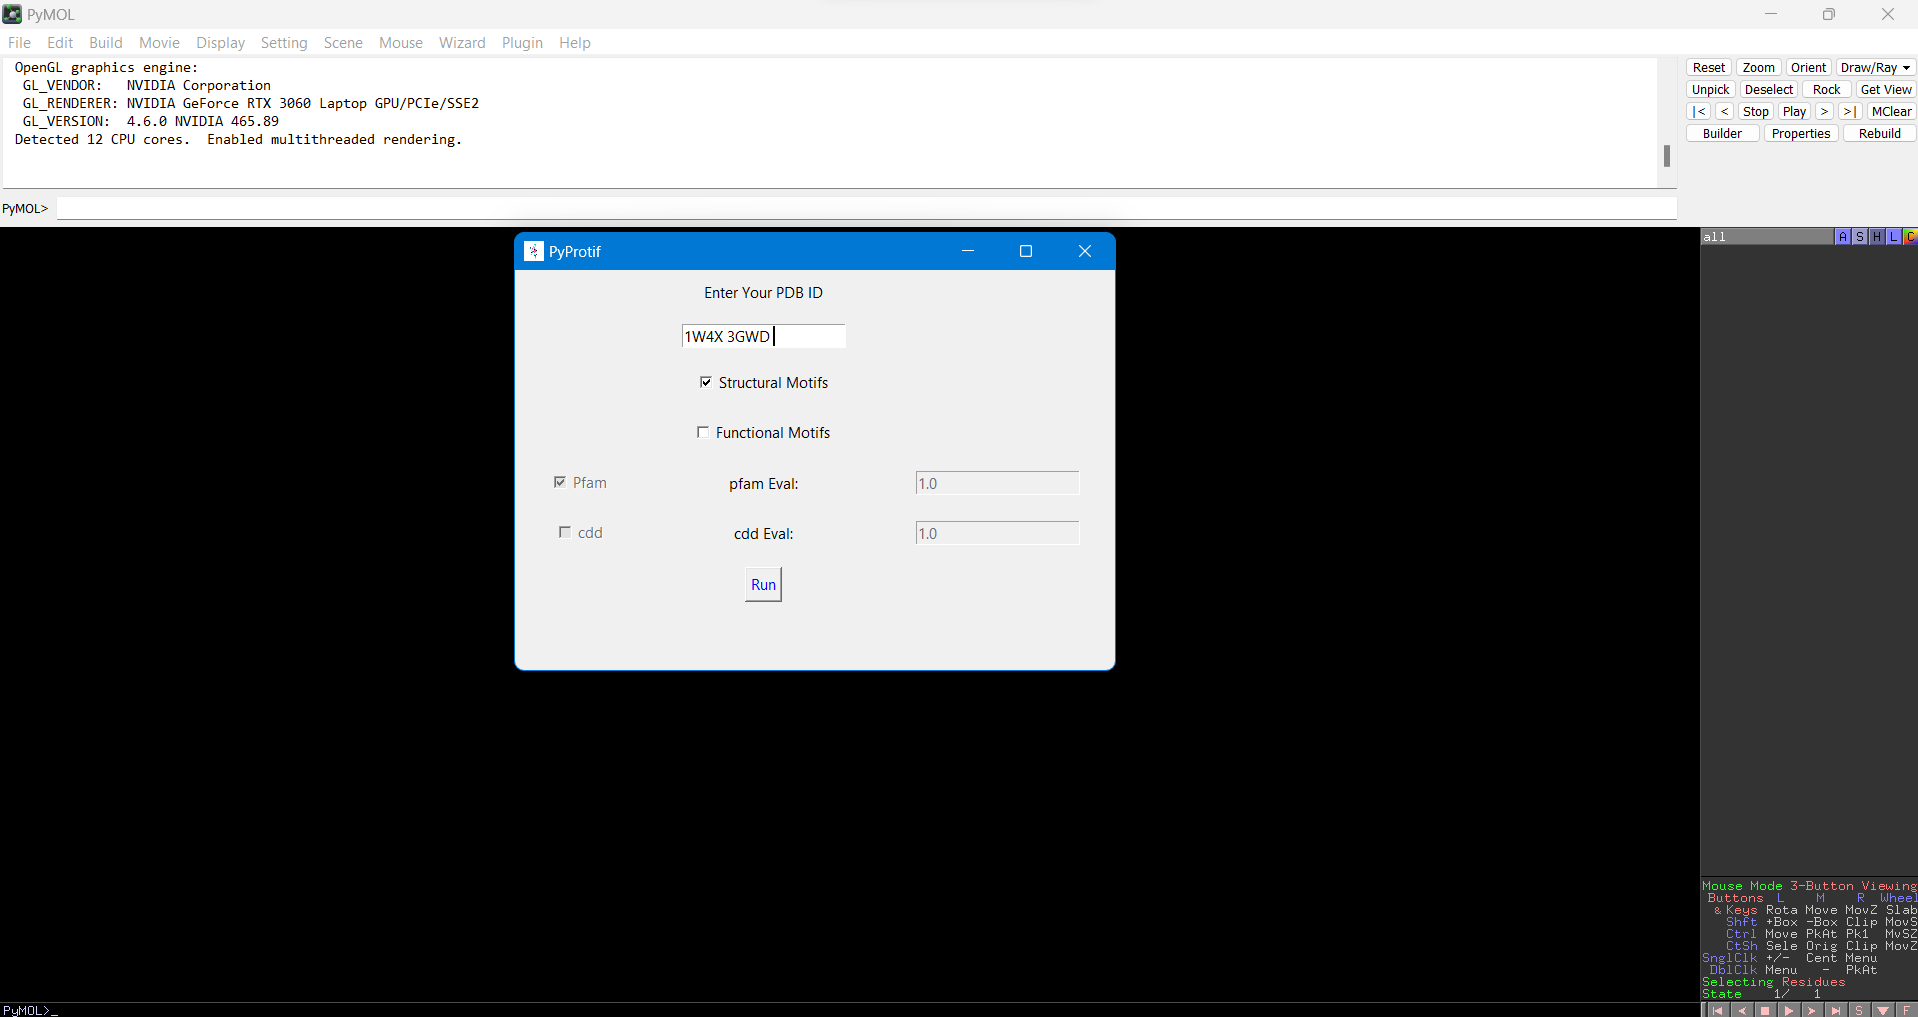 PyMOL
File Edit Build Movie Display Setting Scene Mouse Wizard Plugin Help
OpenGL graphics engine:
GL_VENDOR: NVIDIA Corporation
GL_RENDERER: NVIDIA GeForce RTX 3060 Laptop GPU/PCIe/SSE2
GL_VERSION: 4.6.0 NVIDIA 465.89
Detected 12 CPU cores. Enabled multithreaded rendering.
Reset Zoom Orient Draw/Ray
Unpick Deselect Rock Get View
|< < Stop Play > >| MClear
Builder Properties Rebuild
PyMOL>
all A S H L C
PyProtif
Enter Your PDB ID
1W4X 3GWD
Structural Motifs
Functional Motifs
Pfam pfam Eval: 1.0
cdd cdd Eval: 1.0
Run
Mouse Mode 3-Button Viewing
Buttons L M R Wheel
& Keys Rota Move MovZ Slab
Shft +Box -Box Clip MovS
Ctrl Move PkAt Pk1 MvSZ
CtSh Sele Orig Clip MovZ
SnglClk +/- Cent Menu
DblClk Menu - PkAt
Selecting Residues
State 1/ 1
PyMOL>_
S F